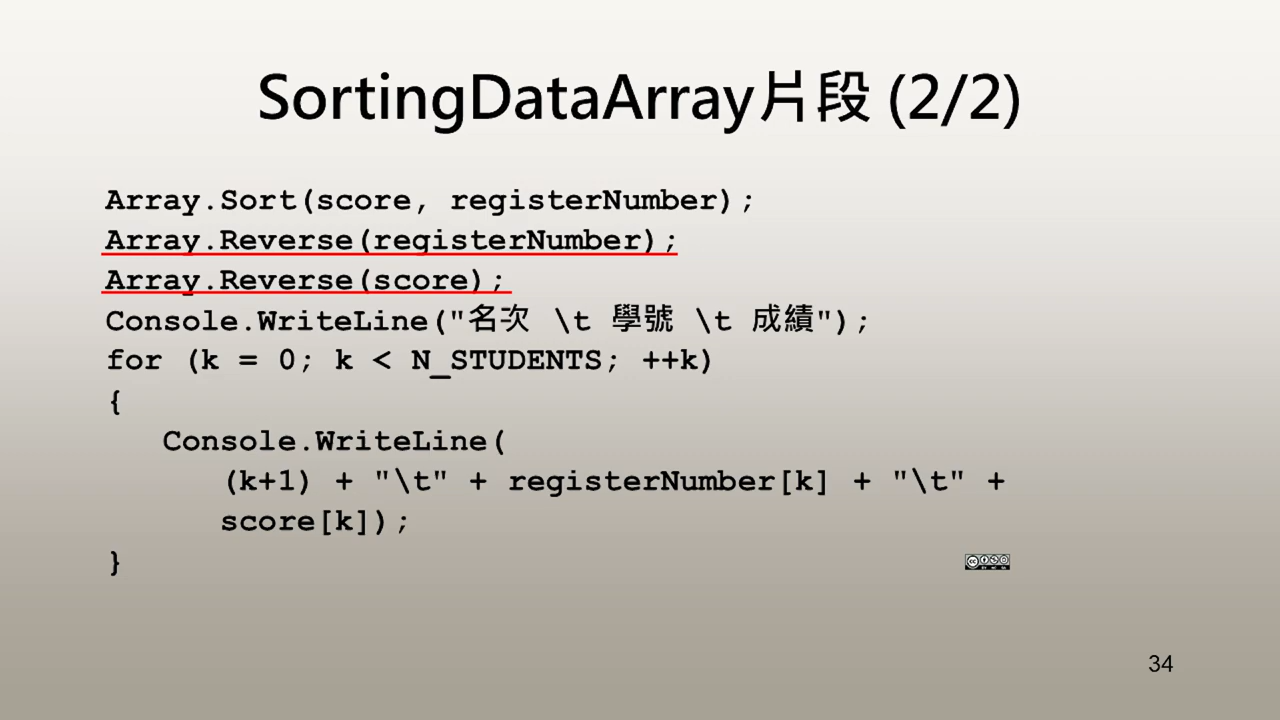 SortingDataArray片段 (2/2)
Array.Sort(score, registerNumber);
Array.Reverse(registerNumber);
Array.Reverse(score);
Console.WriteLine("名次 \t 學號 \t 成績");
for (k = 0; k < N_STUDENTS; ++k)
{
Console.WriteLine(
(k+1) + "\t" + registerNumber[k] + "\t" +
score[k]);
}
34